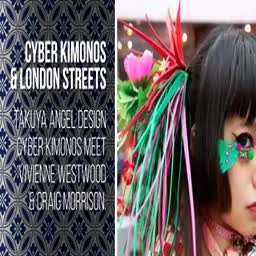 CYBER KIMONOS
& LONDON STREETS
TAKUYA ANGEL DESIGN
CYBER KIMONOS MEET
VIVIENNE WESTWOOD
& CRAIG MORRISON.